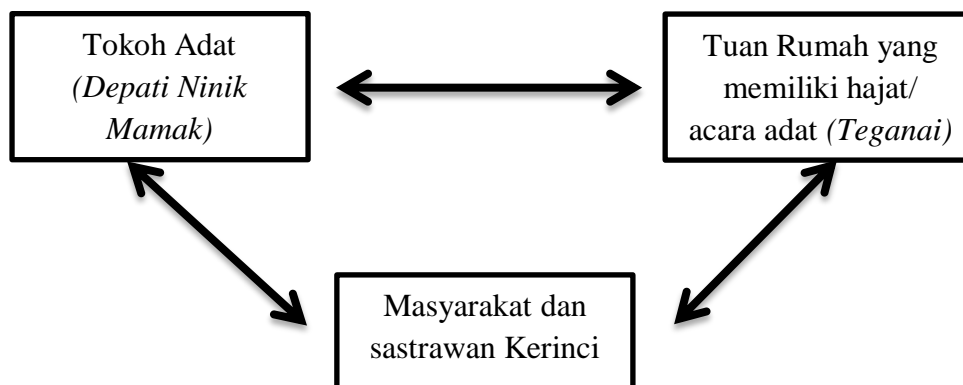 Tokoh Adat
(Depati Ninik
Mamak)
Tuan Rumah yang
memiliki hajat/
acara adat (Teganai)
Masyarakat dan
sastrawan Kerinci